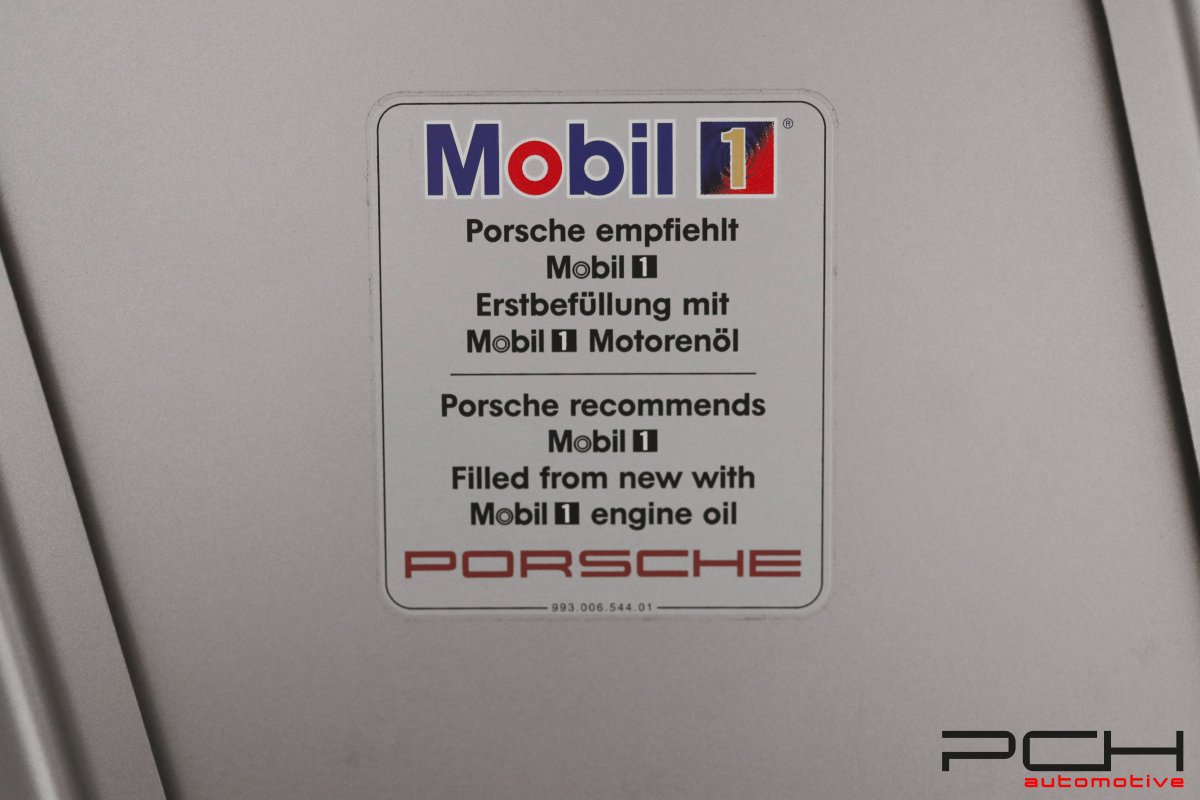 Mobil 1 ®
Porsche empfiehlt
Mobil 1
Erstbefüllung mit
Mobil 1 Motorenöl
Porsche recommends
Mobil 1
Filled from new with
Mobil 1 engine oil
PORSCHE
993.006.544.01
PCH
automotive